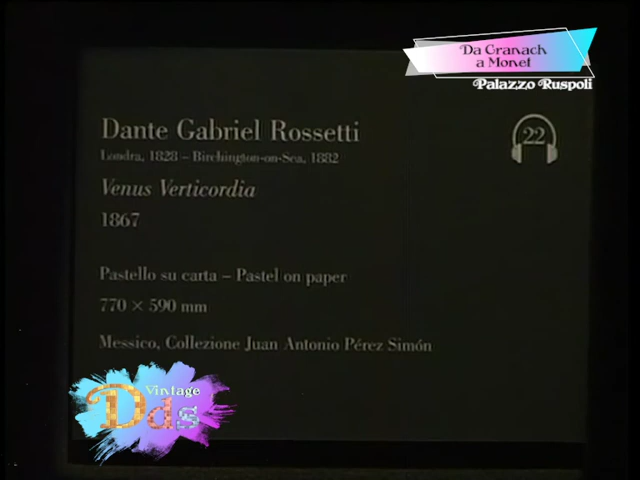 Da Cranach
a Monet
Palazzo Ruspoli
Dante Gabriel Rossetti
22
Londra, 1828 – Birchington-on-Sea, 1882
Venus Verticordia
1867
Pastello su carta – Pastel on paper
770 × 590 mm
Messico, Collezione Juan Antonio Pérez Simón
Vintage
Dds